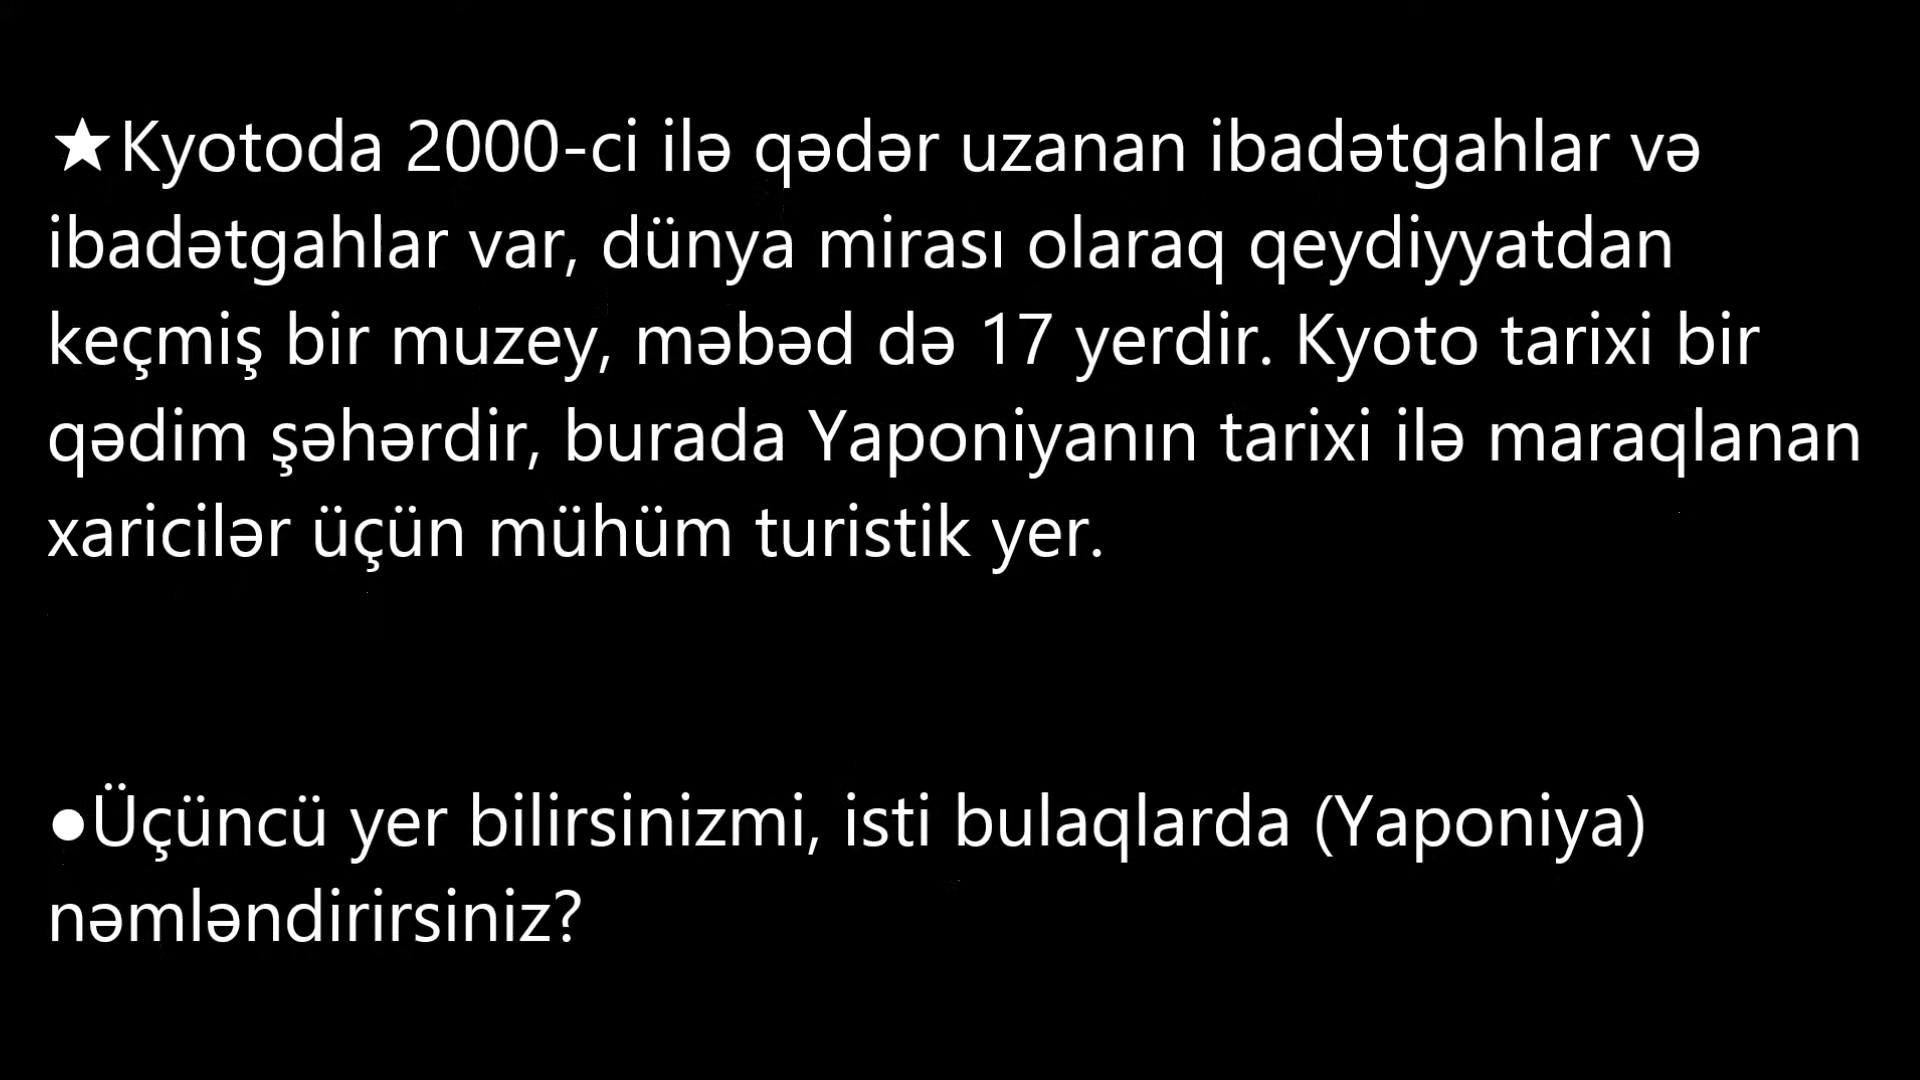 ★Kyotoda 2000-ci ilə qədər uzanan ibadətgahlar və
ibadətgahlar var, dünya mirası olaraq qeydiyyatdan
keçmiş bir muzey, məbəd də 17 yerdir. Kyoto tarixi bir
qədim şəhərdir, burada Yaponiyanın tarixi ilə maraqlanan
xaricilər üçün mühüm turistik yer.
●Üçüncü yer bilirsinizmi, isti bulaqlarda (Yaponiya)
nəmləndirirsiniz?